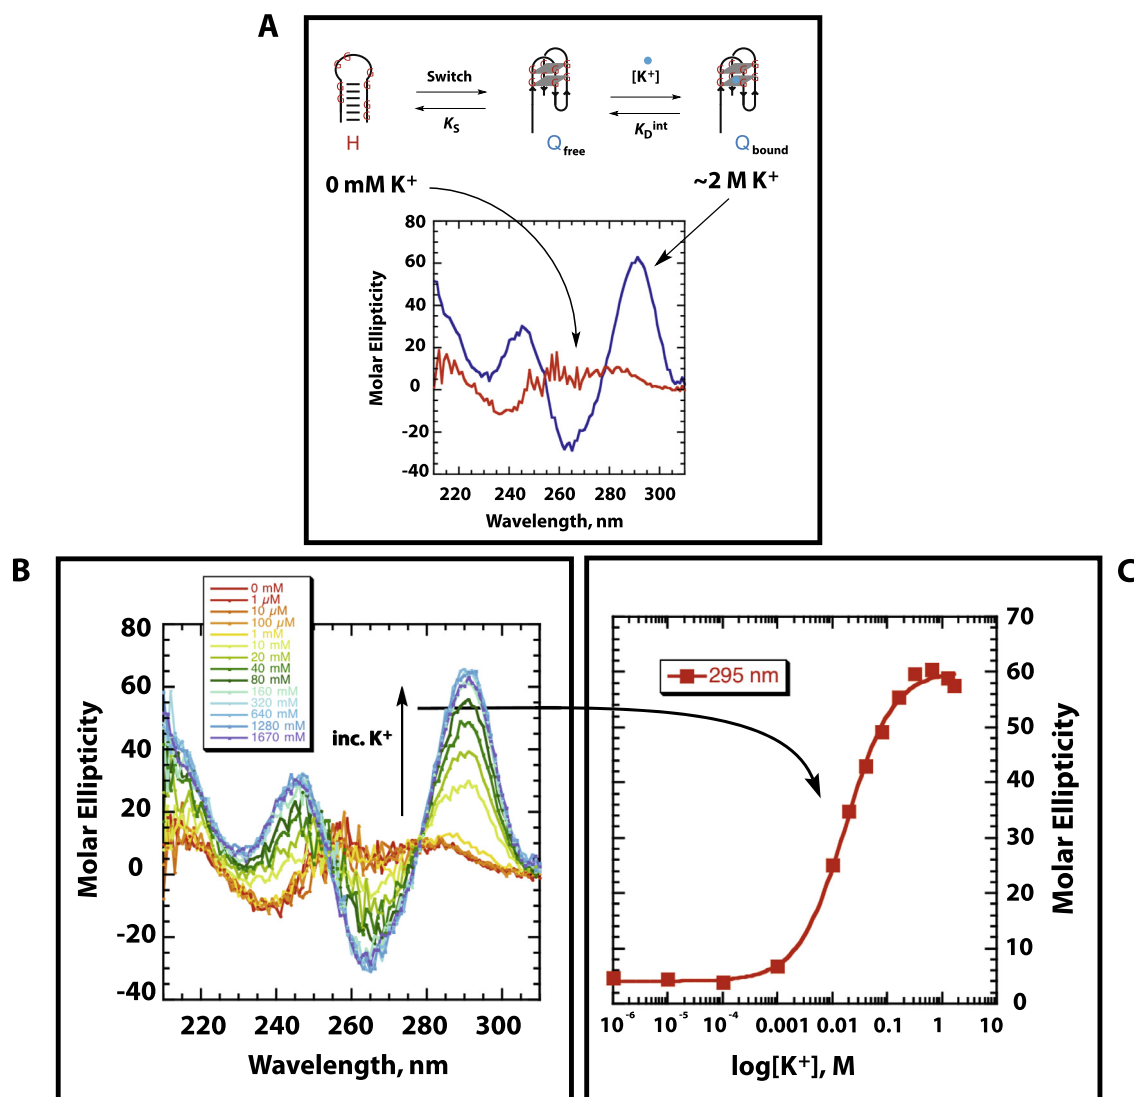 A
G
G
G
G
G
G
G
G
Switch
K_S
[K⁺]
K_D^int
H
Q free
Q bound
0 mM K⁺
~2 M K⁺
80
60
40
20
0
-20
-40
Molar Ellipticity
220 240 260 280 300
Wavelength, nm
B
0 mM
1 µM
10 µM
100 µM
1 mM
10 mM
20 mM
40 mM
80 mM
160 mM
320 mM
640 mM
1280 mM
1670 mM
inc. K⁺
80
60
40
20
0
-20
-40
Molar Ellipticity
220 240 260 280 300
Wavelength, nm
C
295 nm
70
60
50
40
30
20
10
0
Molar Ellipticity
10⁻⁶ 10⁻⁵ 10⁻⁴ 0.001 0.01 0.1 1 10
log[K⁺], M